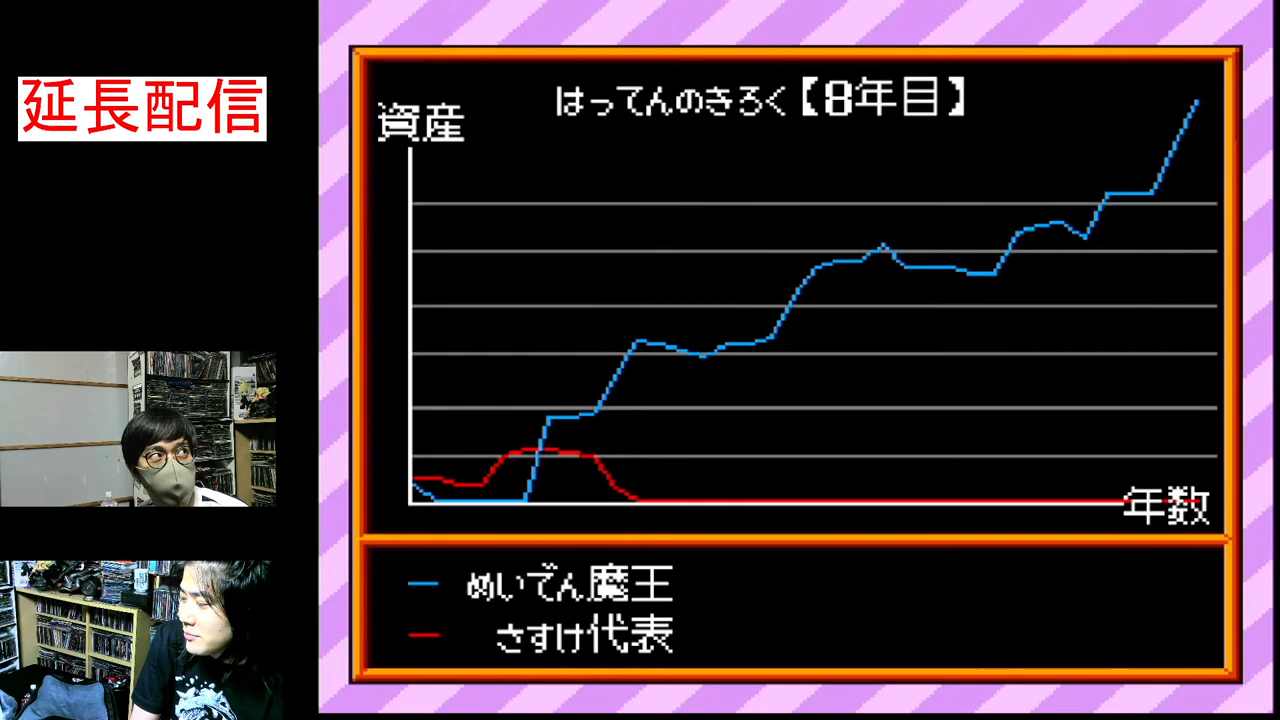 延長配信
はってんのきろく【8年目】
資産
年数
めいでん魔王
さすけ代表